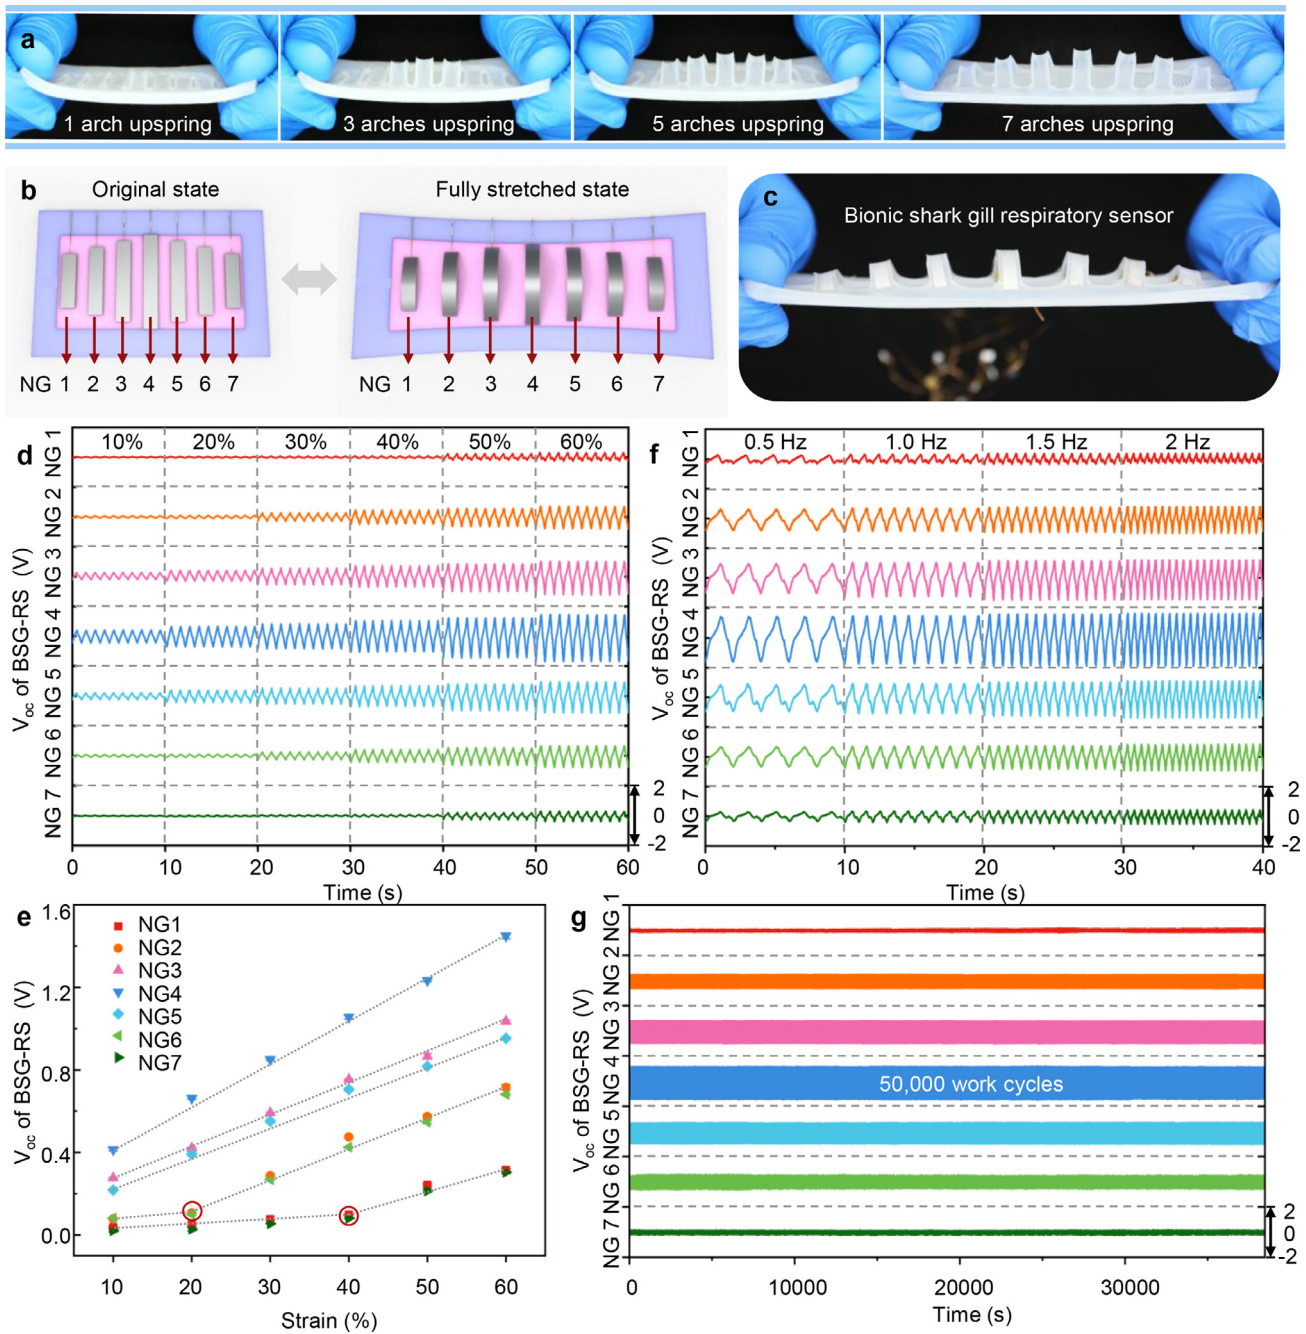 a
1 arch upspring
3 arches upspring
5 arches upspring
7 arches upspring
b
Original state
Fully stretched state
NG 1 2 3 4 5 6 7
NG 1 2 3 4 5 6 7
c
Bionic shark gill respiratory sensor
d
10% 20% 30% 40% 50% 60%
V_oc of BSG-RS (V)
NG 1
NG 2
NG 3
NG 4
NG 5
NG 6
NG 7
2
0
-2
0 10 20 30 40 50 60
Time (s)
f
0.5 Hz 1.0 Hz 1.5 Hz 2 Hz
V_oc of BSG-RS (V)
NG 1
NG 2
NG 3
NG 4
NG 5
NG 6
NG 7
2
0
-2
0 10 20 30 40
Time (s)
e
V_oc of BSG-RS (V)
1.6
1.2
0.8
0.4
0.0
NG1
NG2
NG3
NG4
NG5
NG6
NG7
10 20 30 40 50 60
Strain (%)
g
V_oc of BSG-RS (V)
NG 1
NG 2
NG 3
NG 4
NG 5
NG 6
NG 7
50,000 work cycles
2
0
-2
0 10000 20000 30000
Time (s)